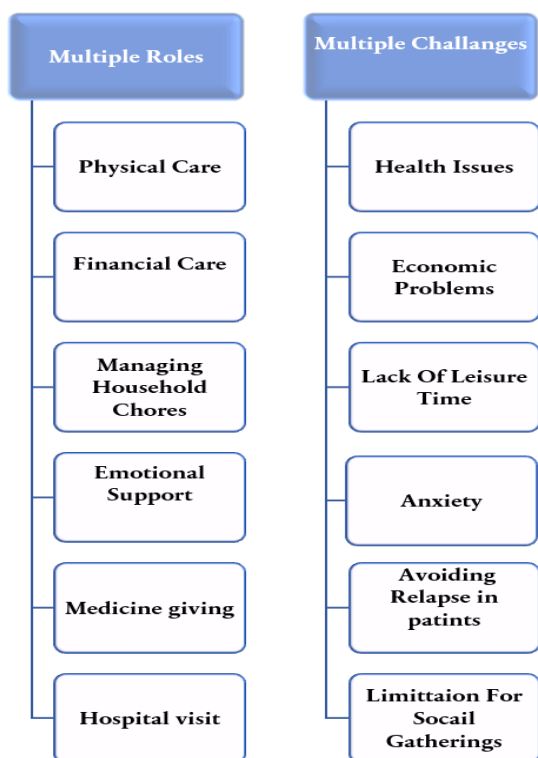 Multiple Roles
Physical Care
Financial Care
Managing
Household
Chores
Emotional
Support
Medicine giving
Hospital visit
Multiple Challanges
Health Issues
Economic
Problems
Lack Of Leisure
Time
Anxiety
Avoiding
Relapse in
patints
Limittaion For
Socail
Gatherings